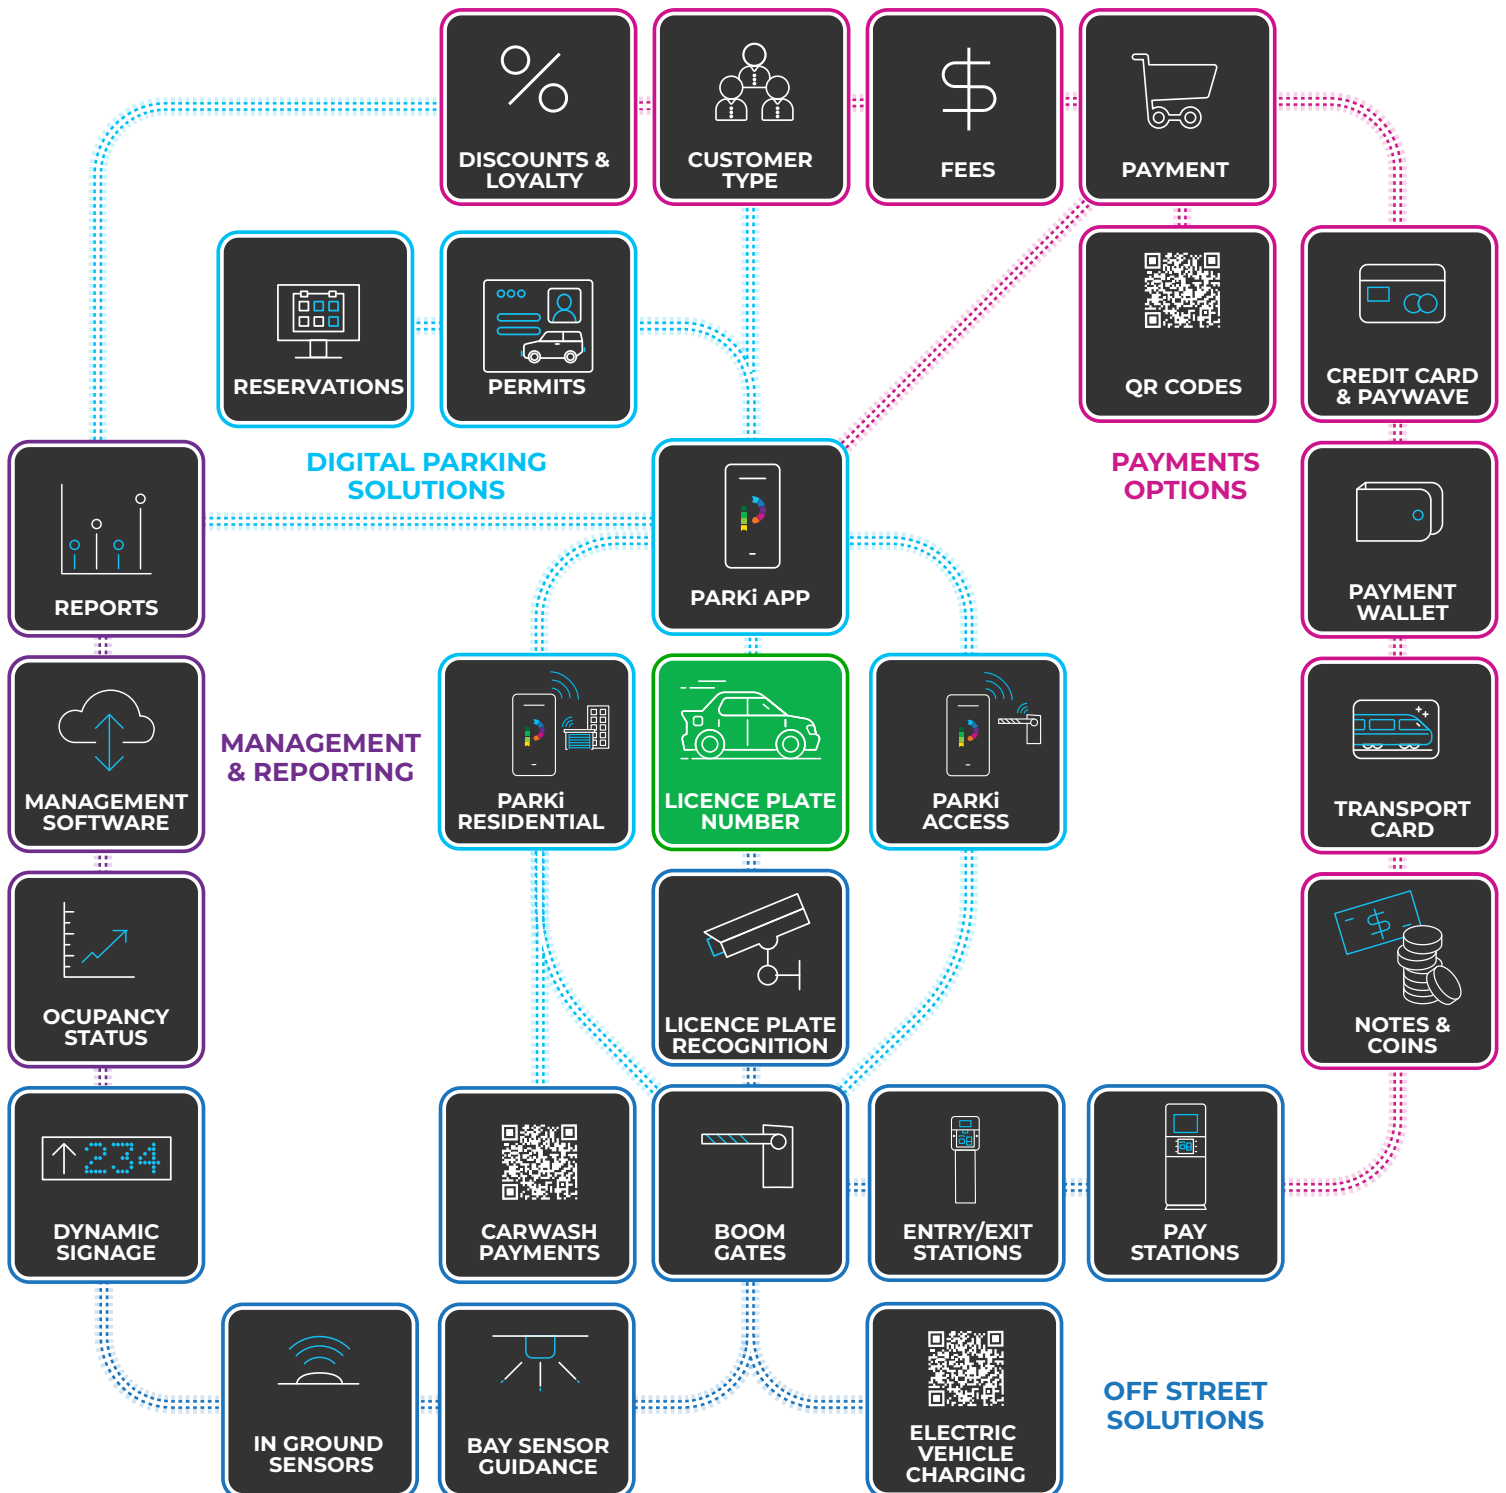 DISCOUNTS &
LOYALTY
CUSTOMER
TYPE
FEES
PAYMENT
RESERVATIONS
PERMITS
QR CODES
CREDIT CARD
& PAYWAVE
DIGITAL PARKING
SOLUTIONS
PAYMENTS
OPTIONS
REPORTS
PARKi APP
PAYMENT
WALLET
MANAGEMENT
& REPORTING
MANAGEMENT
SOFTWARE
PARKi
RESIDENTIAL
LICENCE PLATE
NUMBER
PARKi
ACCESS
TRANSPORT
CARD
OCUPANCY
STATUS
LICENCE PLATE
RECOGNITION
$
NOTES &
COINS
234
DYNAMIC
SIGNAGE
CARWASH
PAYMENTS
BOOM
GATES
ENTRY/EXIT
STATIONS
PAY
STATIONS
IN GROUND
SENSORS
BAY SENSOR
GUIDANCE
ELECTRIC
VEHICLE
CHARGING
OFF STREET
SOLUTIONS